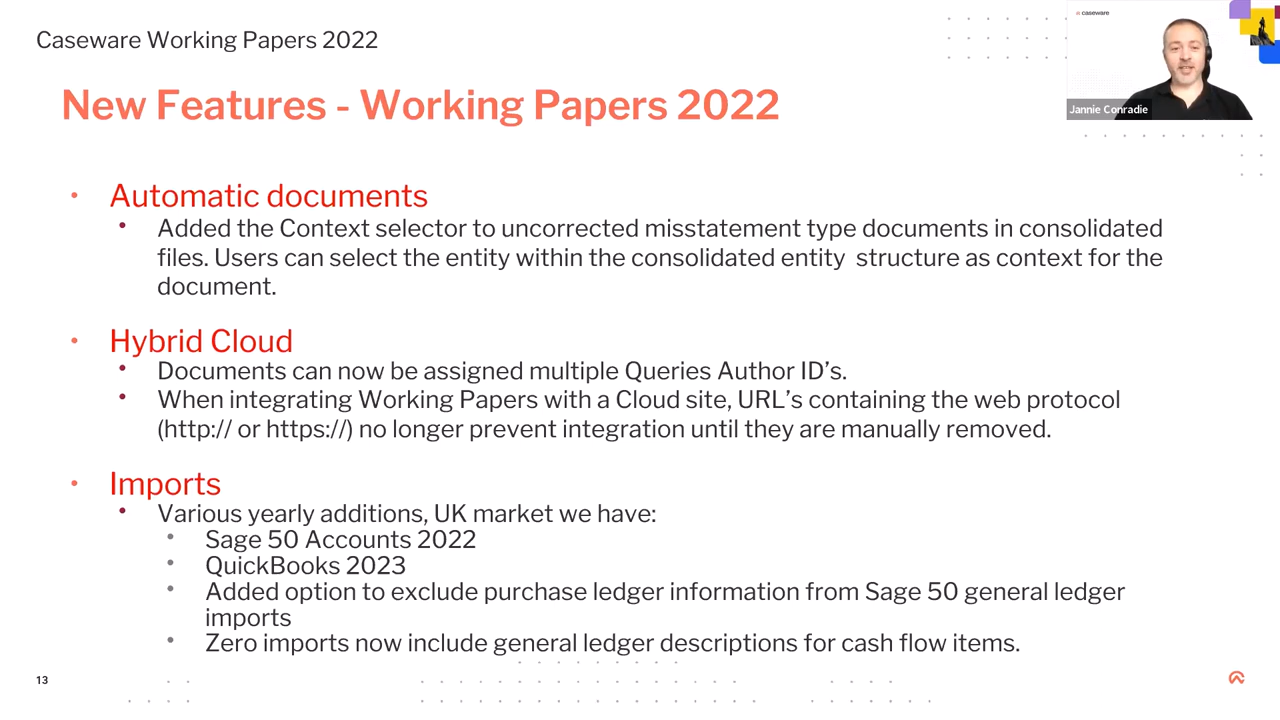 Caseware Working Papers 2022
caseware
Jannie Conradie
New Features - Working Papers 2022
• Automatic documents
• Added the Context selector to uncorrected misstatement type documents in consolidated
files. Users can select the entity within the consolidated entity  structure as context for the
document.
• Hybrid Cloud
• Documents can now be assigned multiple Queries Author ID’s.
• When integrating Working Papers with a Cloud site, URL’s containing the web protocol
(http:// or https://) no longer prevent integration until they are manually removed.
• Imports
• Various yearly additions, UK market we have:
• Sage 50 Accounts 2022
• QuickBooks 2023
• Added option to exclude purchase ledger information from Sage 50 general ledger
imports
• Zero imports now include general ledger descriptions for cash flow items.
13